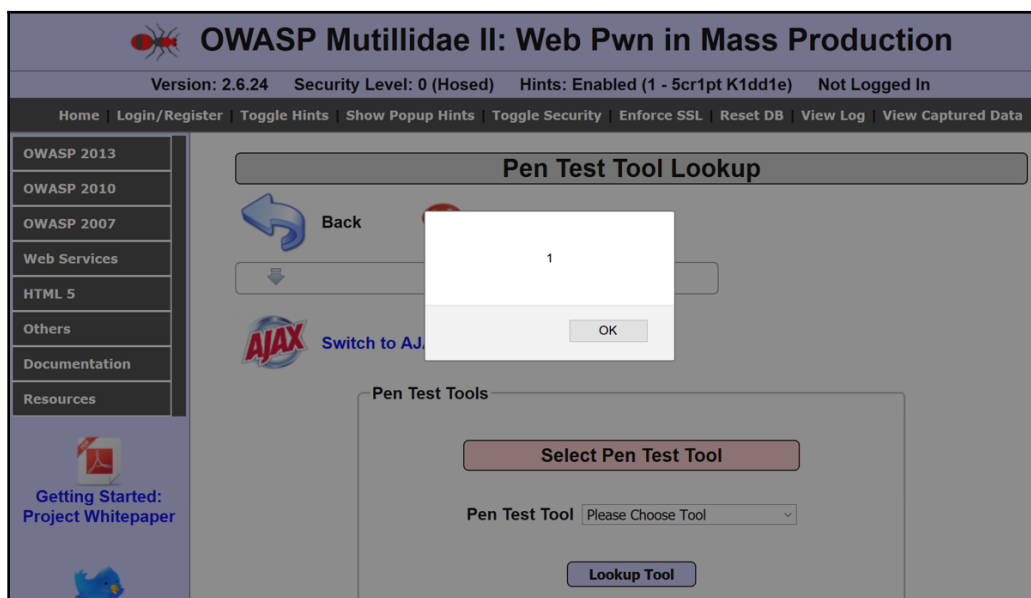 OWASP Mutillidae II: Web Pwn in Mass Production
Version: 2.6.24 Security Level: 0 (Hosed) Hints: Enabled (1 - 5cr1pt K1dd1e) Not Logged In
Home | Login/Register | Toggle Hints | Show Popup Hints | Toggle Security | Enforce SSL | Reset DB | View Log | View Captured Data
OWASP 2013
OWASP 2010
OWASP 2007
Web Services
HTML 5
Others
Documentation
Resources
Getting Started:
Project Whitepaper
Pen Test Tool Lookup
Back
1
OK
AJAX
Switch to AJ
Pen Test Tools
Select Pen Test Tool
Pen Test Tool Please Choose Tool
Lookup Tool